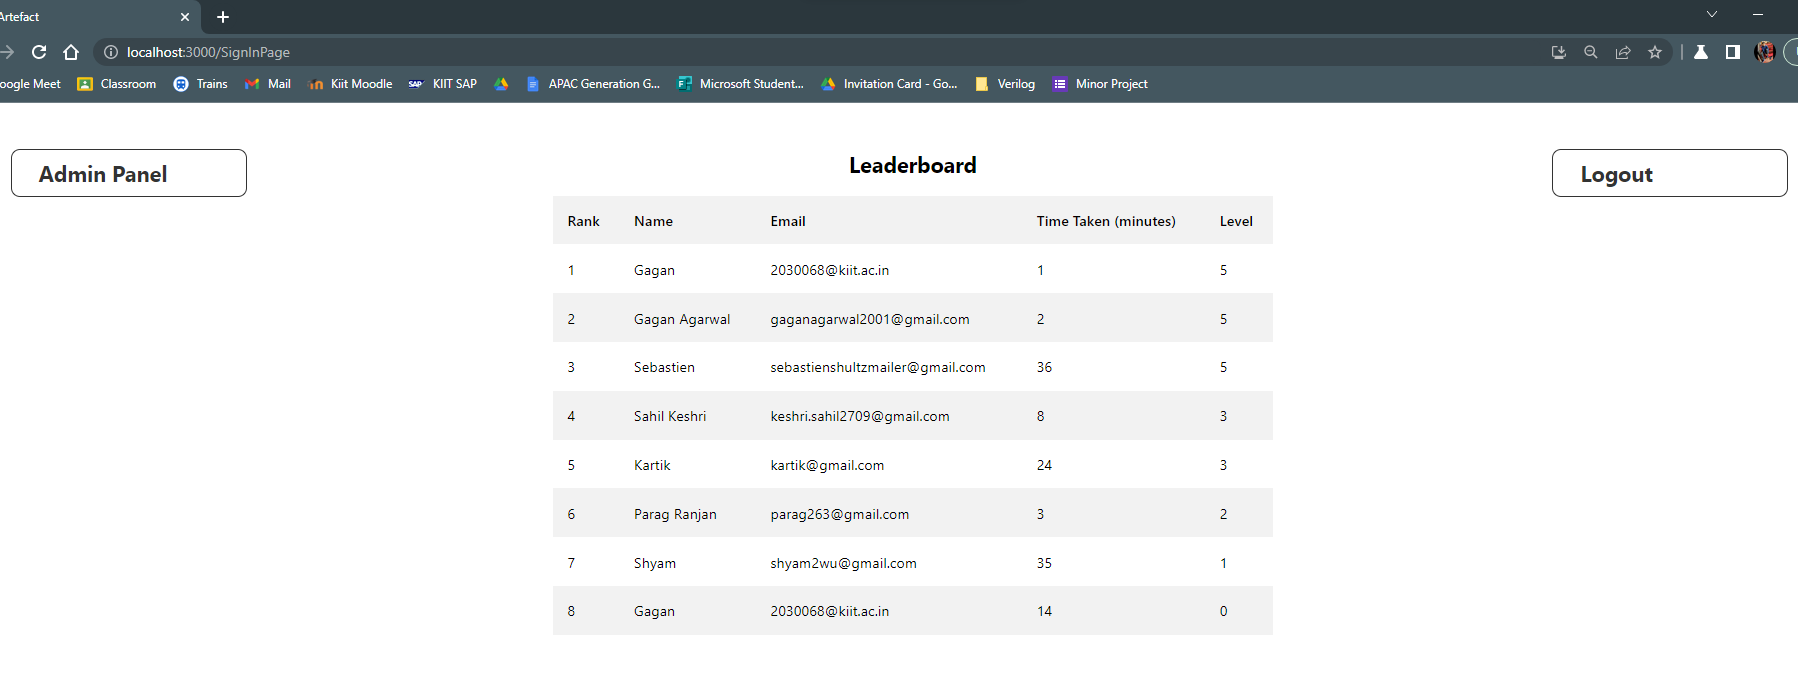 Artefact
localhost:3000/SignInPage
oogle Meet Classroom Trains Mail Kiit Moodle SAP KIIT SAP APAC Generation G... Microsoft Student... Invitation Card - Go... Verilog Minor Project
Admin Panel
Leaderboard
Logout
Rank Name Email Time Taken (minutes) Level
1 Gagan 2030068@kiit.ac.in 1 5
2 Gagan Agarwal gaganagarwal2001@gmail.com 2 5
3 Sebastien sebastienshultzmailer@gmail.com 36 5
4 Sahil Keshri keshri.sahil2709@gmail.com 8 3
5 Kartik kartik@gmail.com 24 3
6 Parag Ranjan parag263@gmail.com 3 2
7 Shyam shyam2wu@gmail.com 35 1
8 Gagan 2030068@kiit.ac.in 14 0